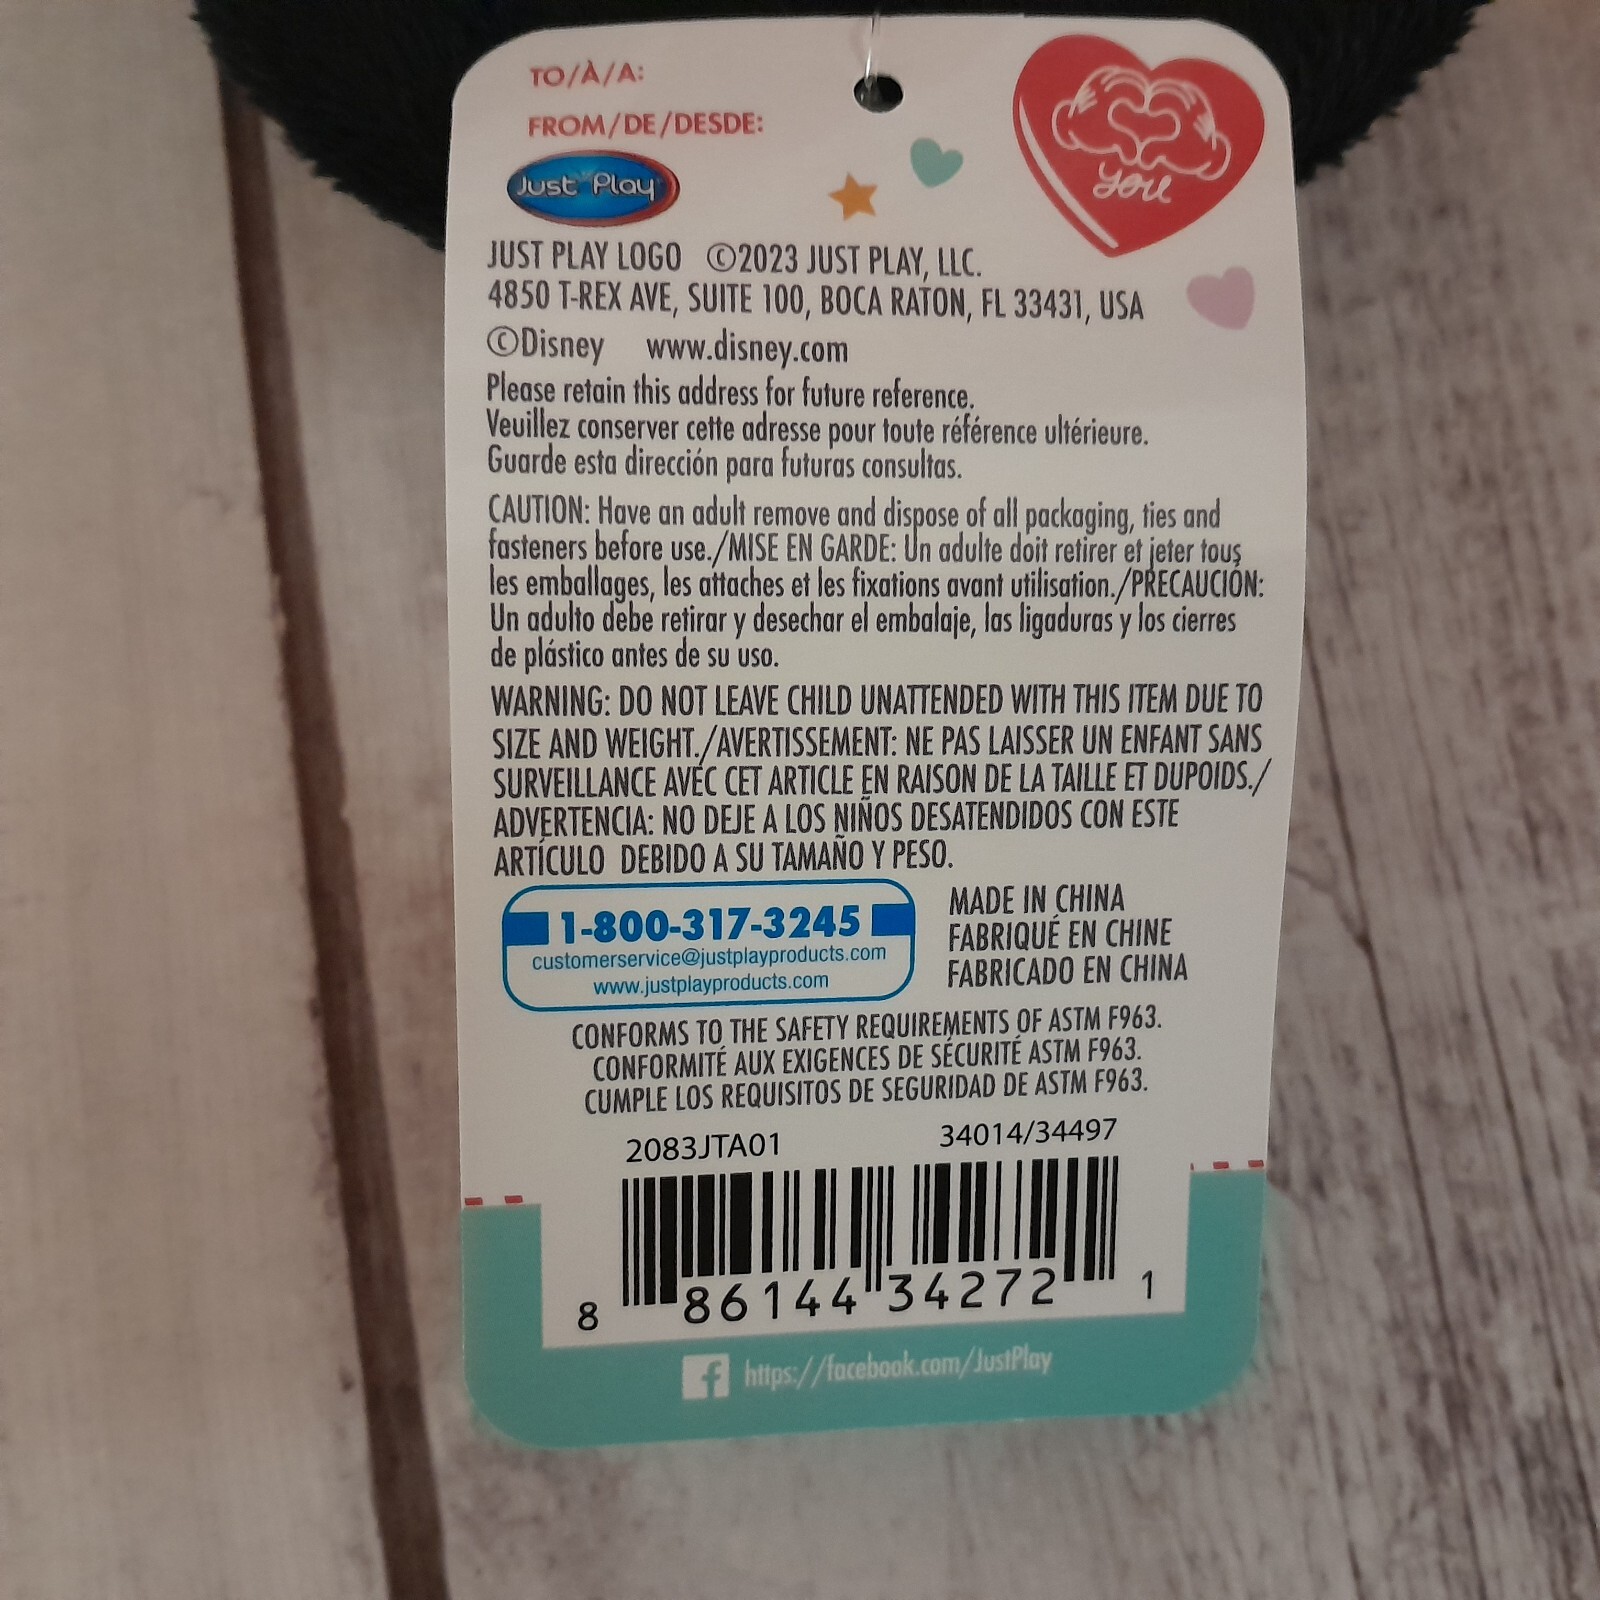 TO/À/A:
FROM/DE/DESDE:
Just Play
you
JUST PLAY LOGO ©2023 JUST PLAY, LLC.
4850 T-REX AVE, SUITE 100, BOCA RATON, FL 33431, USA
©Disney www.disney.com
Please retain this address for future reference.
Veuillez conserver cette adresse pour toute référence ultérieure.
Guarde esta dirección para futuras consultas.
CAUTION: Have an adult remove and dispose of all packaging, ties and
fasteners before use./MISE EN GARDE: Un adulte doit retirer et jeter tous
les emballages, les attaches et les fixations avant utilisation./PRECAUCIÓN:
Un adulto debe retirar y desechar el embalaje, las ligaduras y los cierres
de plástico antes de su uso.
WARNING: DO NOT LEAVE CHILD UNATTENDED WITH THIS ITEM DUE TO
SIZE AND WEIGHT./AVERTISSEMENT: NE PAS LAISSER UN ENFANT SANS
SURVEILLANCE AVEC CET ARTICLE EN RAISON DE LA TAILLE ET DUPOIDS./
ADVERTENCIA: NO DEJE A LOS NIÑOS DESATENDIDOS CON ESTE
ARTÍCULO DEBIDO A SU TAMAÑO Y PESO.
1-800-317-3245
customerservice@justplayproducts.com
www.justplayproducts.com
MADE IN CHINA
FABRIQUÉ EN CHINE
FABRICADO EN CHINA
CONFORMS TO THE SAFETY REQUIREMENTS OF ASTM F963.
CONFORMITÉ AUX EXIGENCES DE SÉCURITÉ ASTM F963.
CUMPLE LOS REQUISITOS DE SEGURIDAD DE ASTM F963.
2083JTA01 34014/34497
8 86144 34272 1
f https://facebook.com/JustPlay